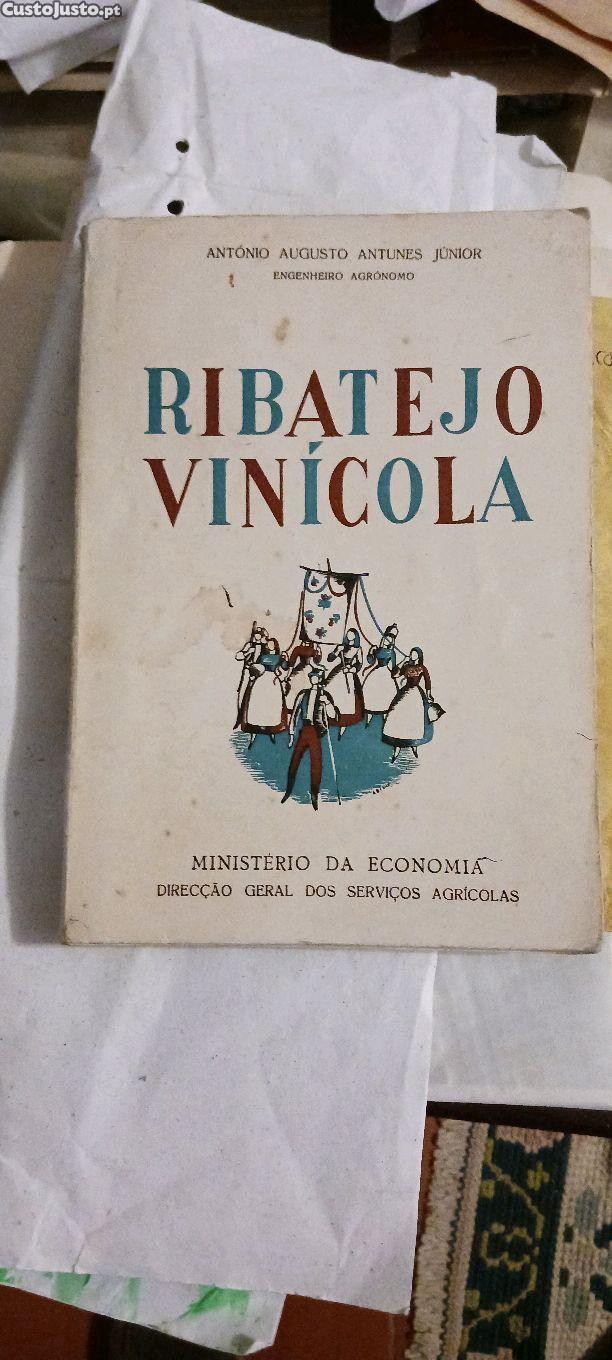 CustoJusto.pt
ANTÓNIO AUGUSTO ANTUNES JÚNIOR
ENGENHEIRO AGRÓNOMO
RIBATEJO
VINÍCOLA
MINISTÉRIO DA ECONOMIA
DIRECÇÃO GERAL DOS SERVIÇOS AGRÍCOLAS